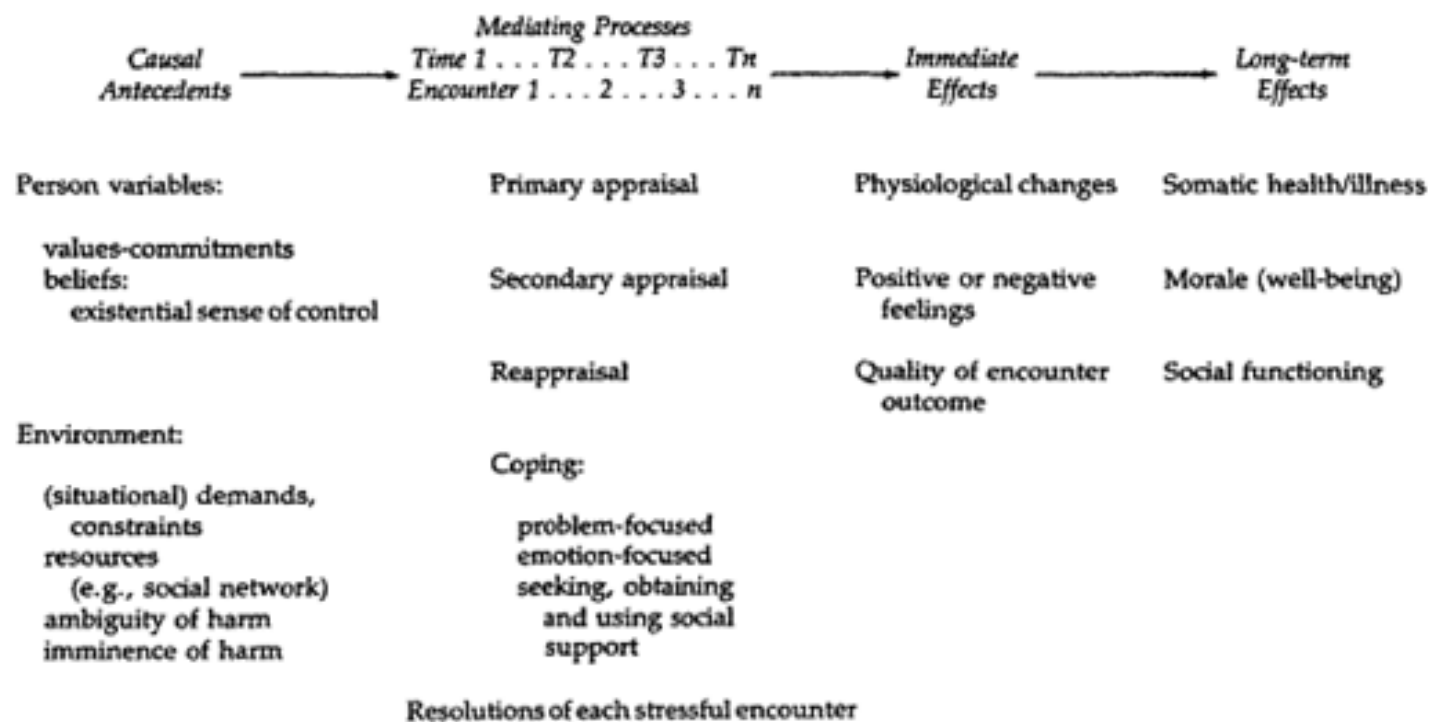 Mediating Processes
Causal
Antecedents
Time 1 . . . T2 . . . T3 . . . Tn
Encounter 1 . . . 2 . . . 3 . . . n
Immediate
Effects
Long-term
Effects
Person variables:
values-commitments
beliefs:
existential sense of control
Environment:
(situational) demands,
constraints
resources
(e.g., social network)
ambiguity of harm
imminence of harm
Primary appraisal
Secondary appraisal
Reappraisal
Coping:
problem-focused
emotion-focused
seeking, obtaining
and using social
support
Resolutions of each stressful encounter
Physiological changes
Positive or negative
feelings
Quality of encounter
outcome
Somatic health/illness
Morale (well-being)
Social functioning